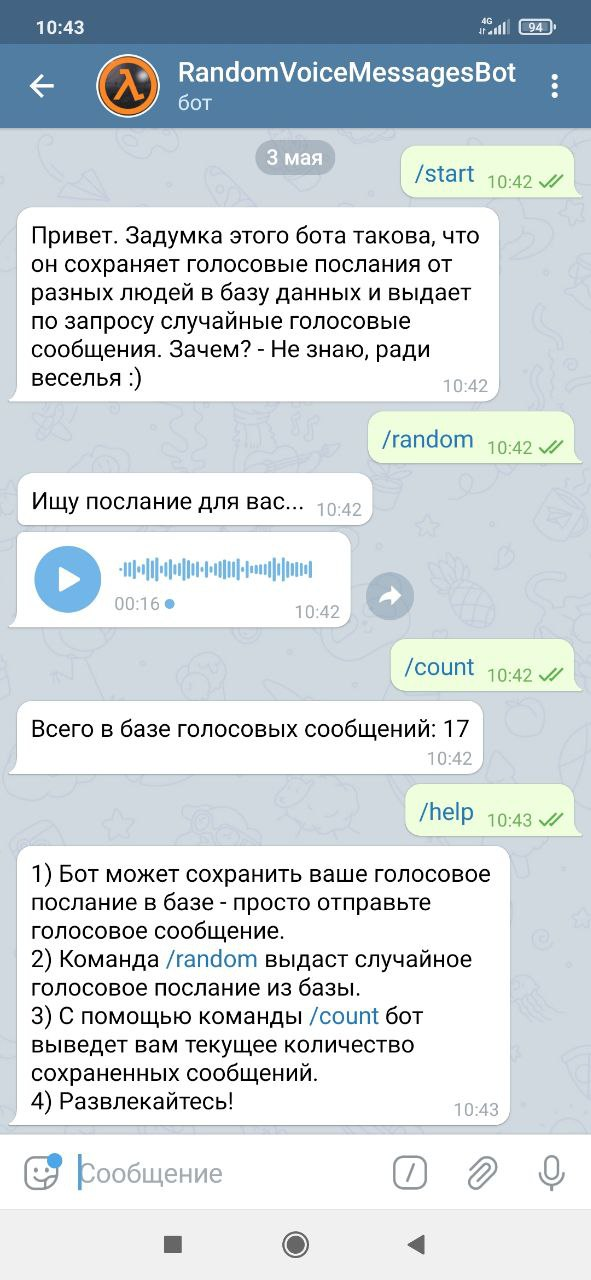 10:43
4G
94
RandomVoiceMessagesBot
бот
3 мая
/start 10:42
Привет. Задумка этого бота такова, что
он сохраняет голосовые послания от
разных людей в базу данных и выдает
по запросу случайные голосовые
сообщения. Зачем? - Не знаю, ради
веселья :)
10:42
/random 10:42
Ищу послание для вас... 10:42
00:16
10:42
/count 10:42
Всего в базе голосовых сообщений: 17
10:42
/help 10:43
1) Бот может сохранить ваше голосовое
послание в базе - просто отправьте
голосовое сообщение.
2) Команда /random выдаст случайное
голосовое послание из базы.
3) С помощью команды /count бот
выведет вам текущее количество
сохраненных сообщений.
4) Развлекайтесь!
10:43
Сообщение